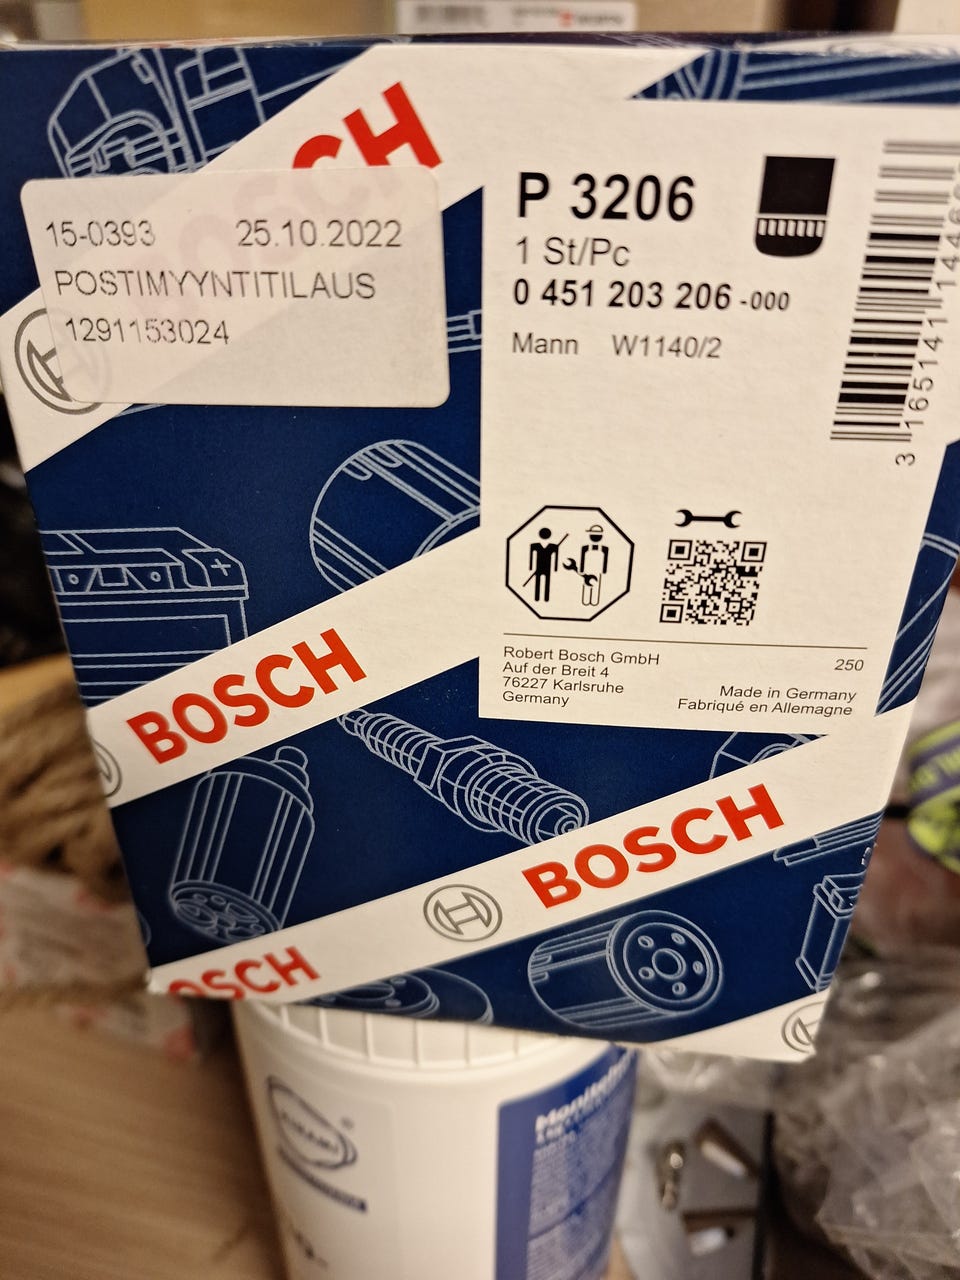 BOSCH
15-0393 25.10.2022
POSTIMYYNTITILAUS
1291153024
P 3206
1 St/Pc
0 451 203 206 -000
Mann W1140/2
Robert Bosch GmbH
Auf der Breit 4
76227 Karlsruhe
Germany
250
Made in Germany
Fabriqué en Allemagne
BOSCH
BOSCH
OSCH